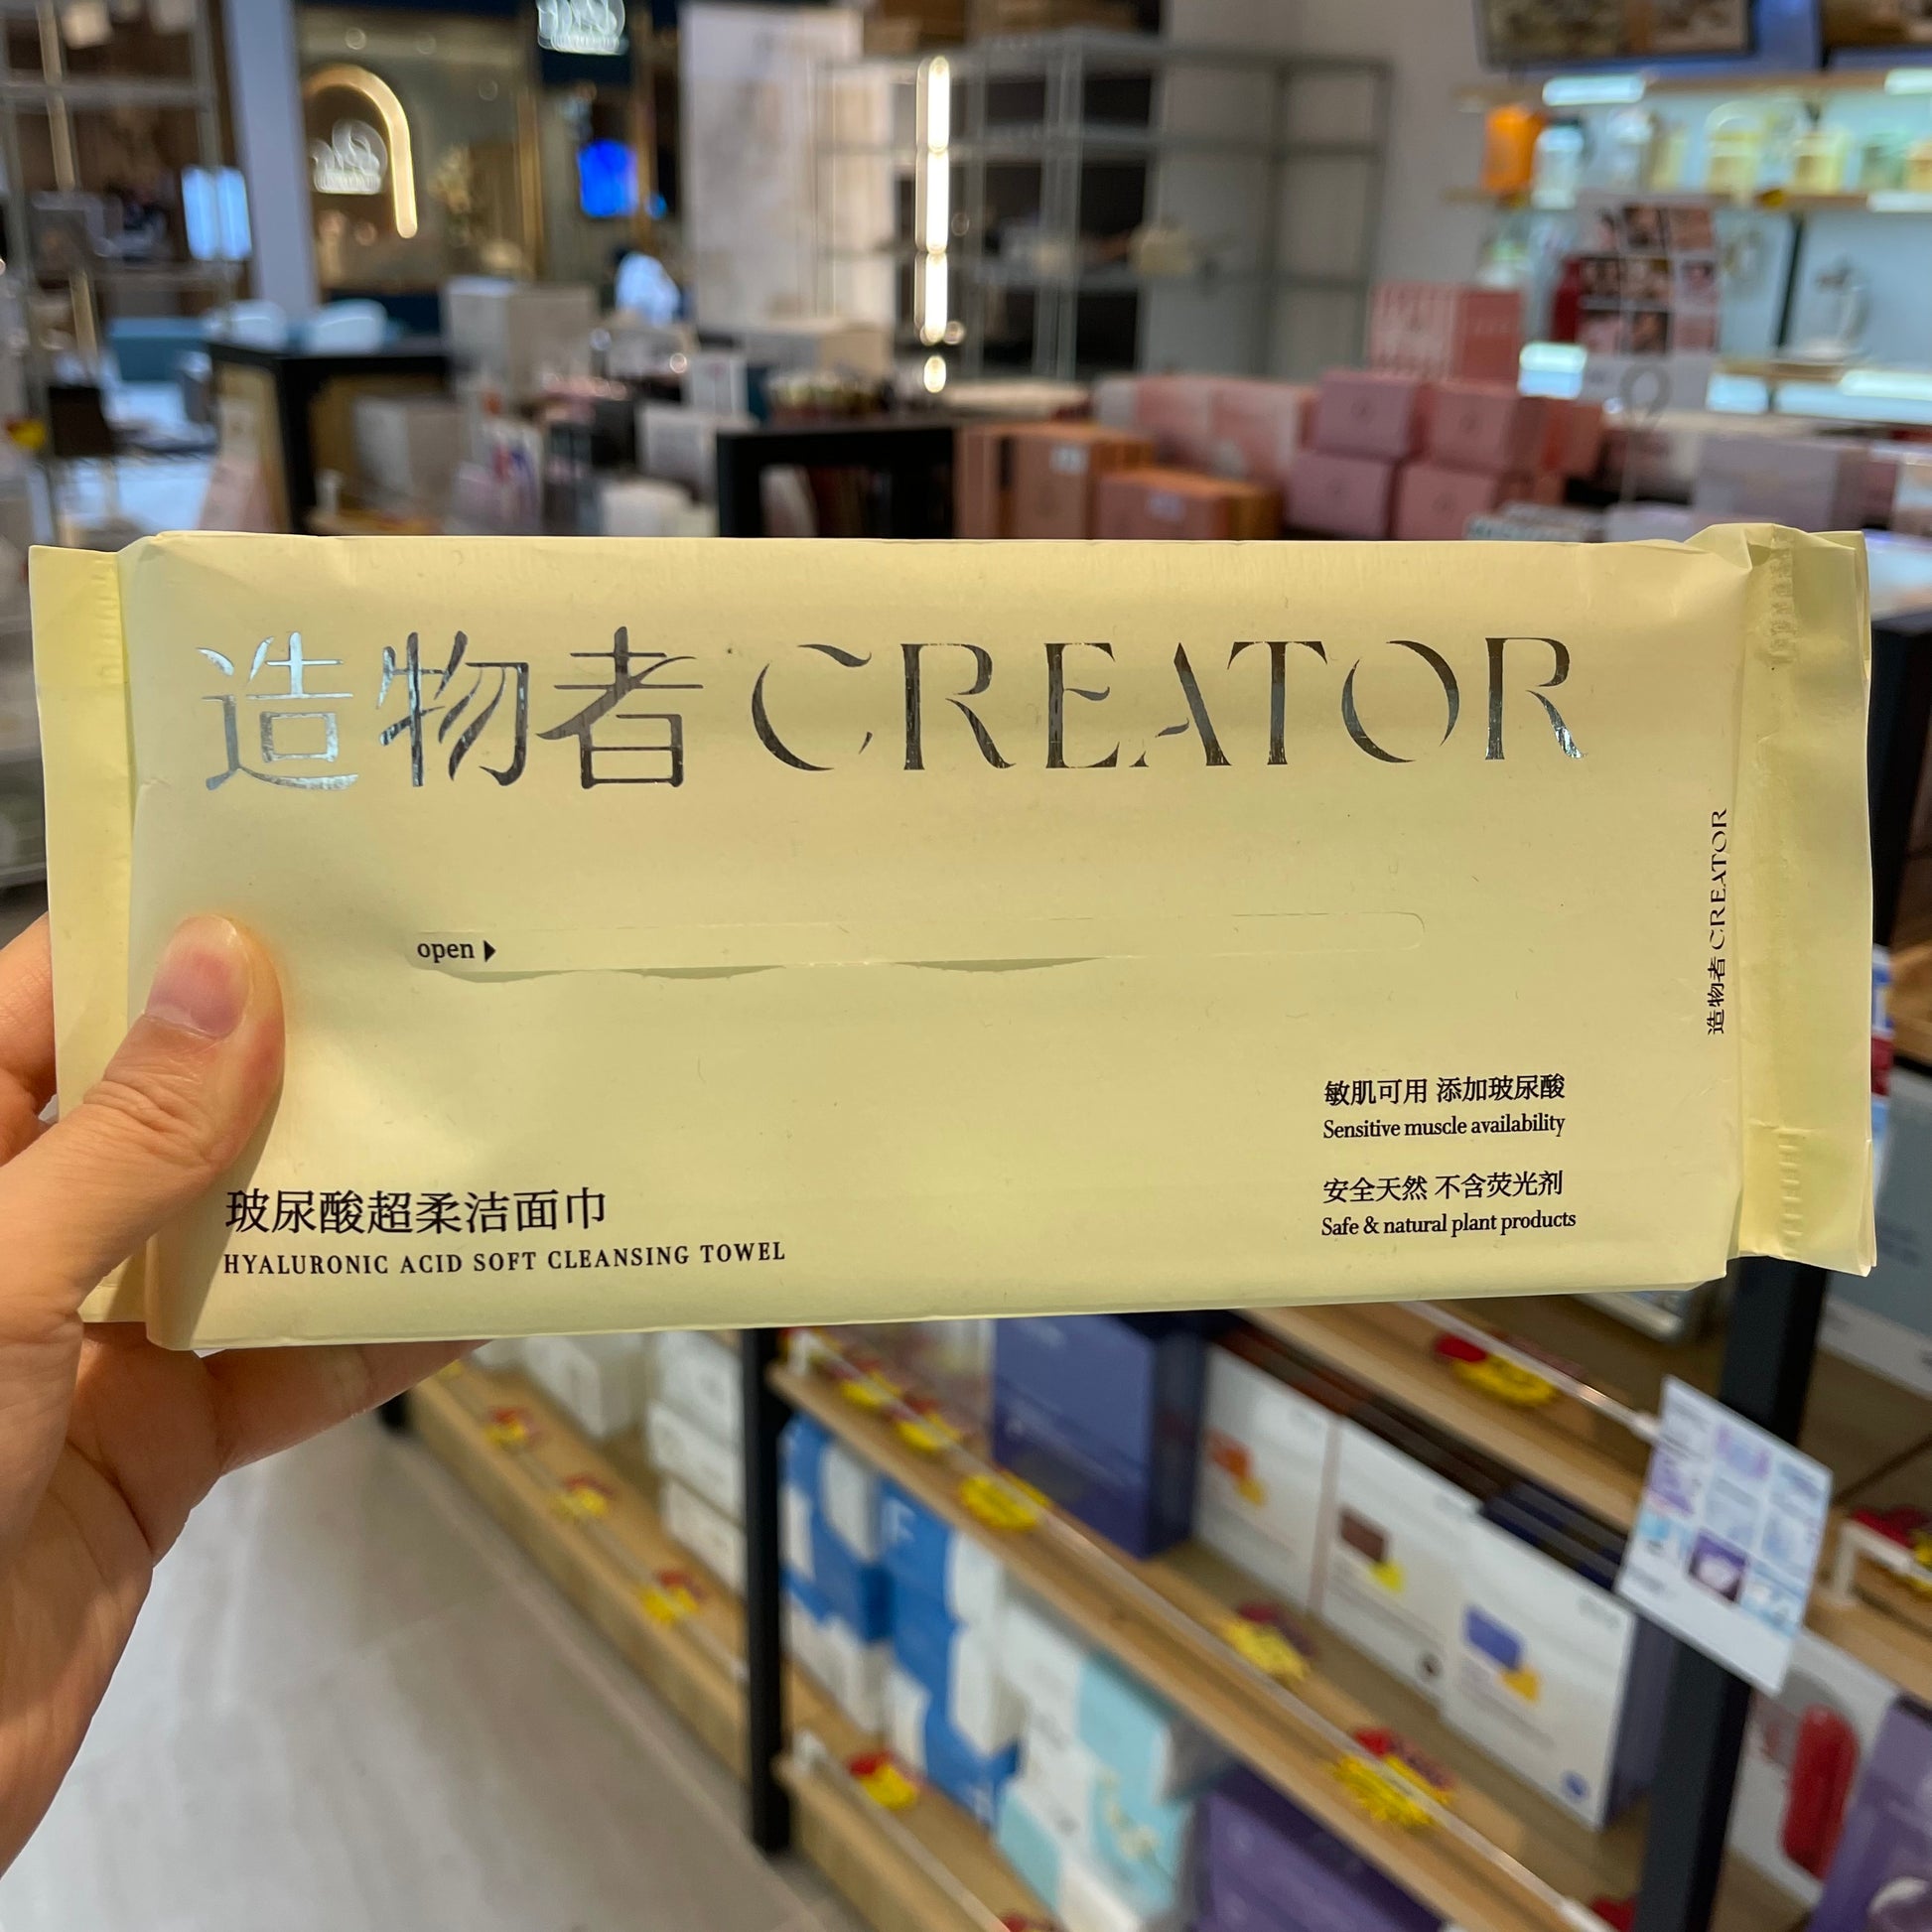 造物者 CREATOR
open
造物者 CREATOR
敏肌可用 添加玻尿酸
Sensitive muscle availability
安全天然 不含荧光剂
Safe & natural plant products
玻尿酸超柔洁面巾
HYALURONIC ACID SOFT CLEANSING TOWEL